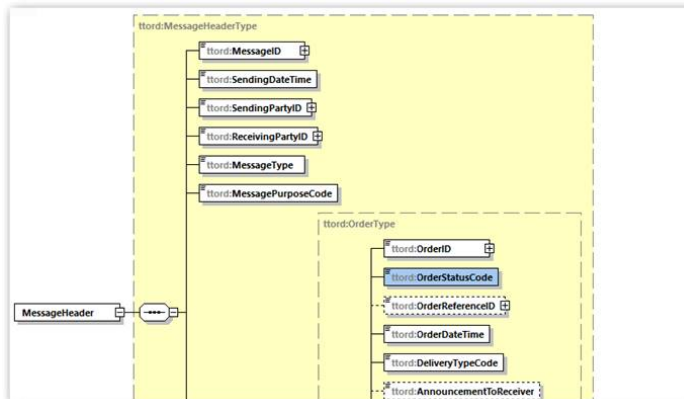 ttord:MessageHeaderType
ttord:MessageID
ttord:SendingDateTime
ttord:SendingPartyID
ttord:ReceivingPartyID
ttord:MessageType
ttord:MessagePurposeCode
ttord:OrderType
ttord:OrderID
ttord:OrderStatusCode
ttord:OrderReferenceID
MessageHeader
ttord:OrderDateTime
ttord:DeliveryTypeCode
ttord:AnnouncementToReceiver